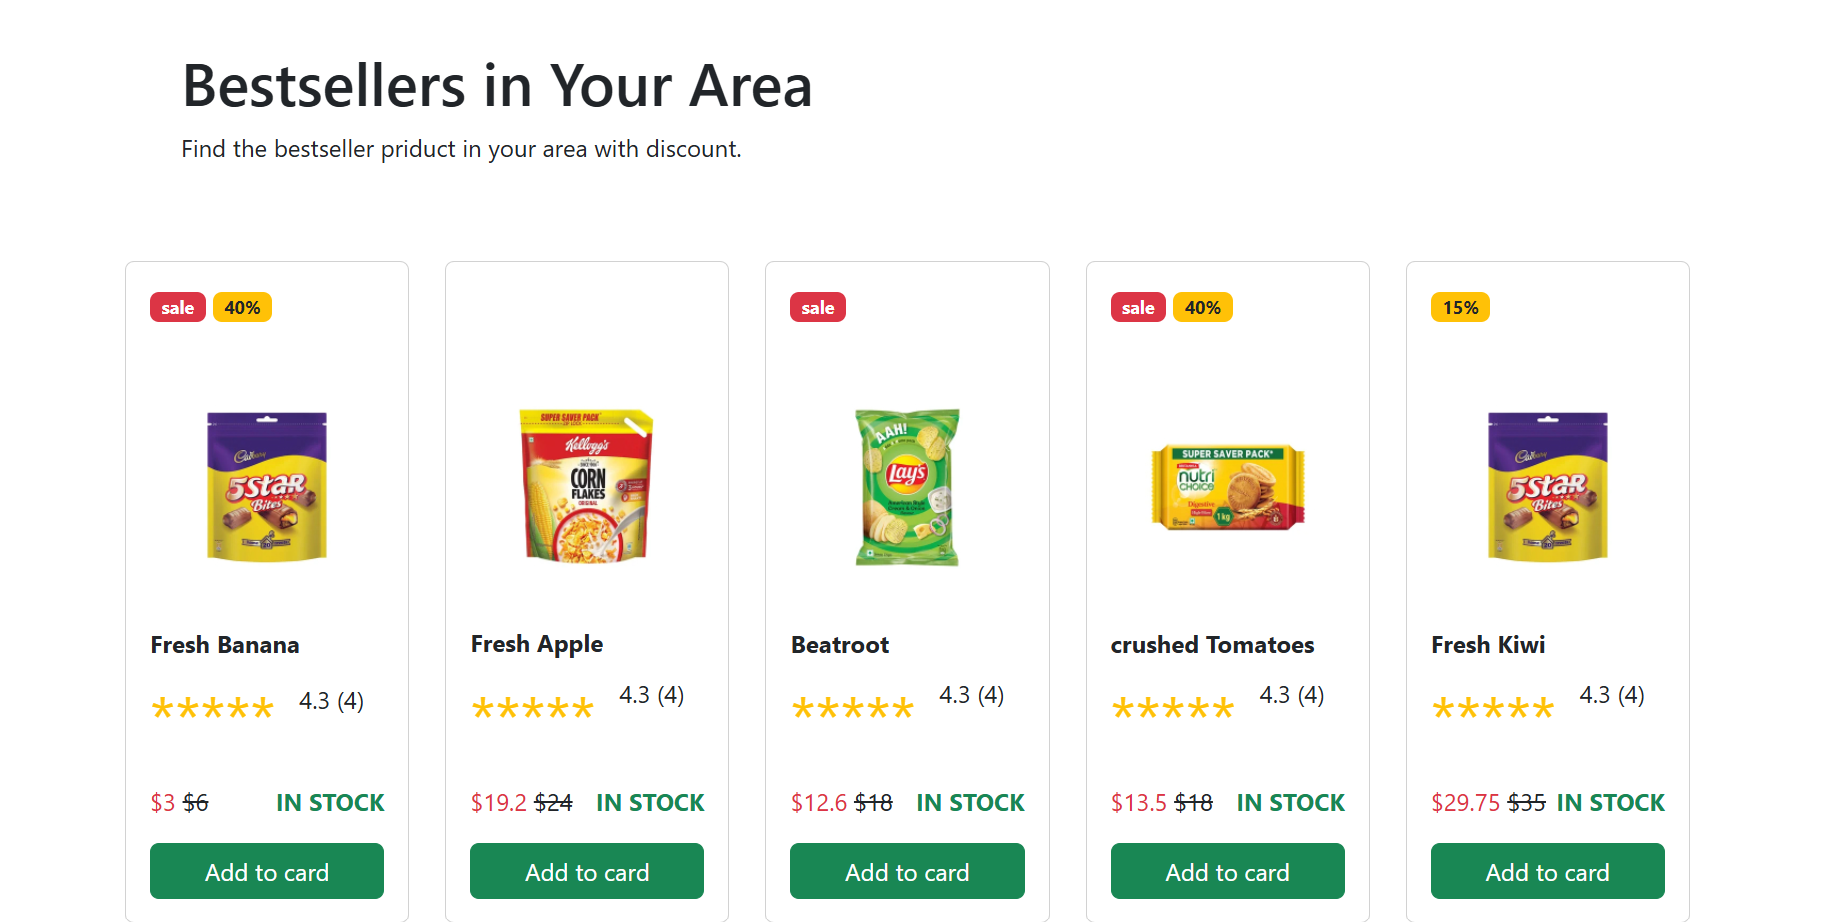 Bestsellers in Your Area
Find the bestseller priduct in your area with discount.
sale 40%
Cadbury
5Star
Bites
Fresh Banana
★★★★★ 4.3 (4)
$3 $6 IN STOCK
Add to card
SUPER SAVER PACK
Kellogg's
CORN
FLAKES
ORIGINAL
Fresh Apple
★★★★★ 4.3 (4)
$19.2 $24 IN STOCK
Add to card
sale
AAH!
Lay's
American Style
Cream & Onion
Beatroot
★★★★★ 4.3 (4)
$12.6 $18 IN STOCK
Add to card
sale 40%
SUPER SAVER PACK*
nutri
CHOICE
Digestive
1kg
crushed Tomatoes
★★★★★ 4.3 (4)
$13.5 $18 IN STOCK
Add to card
15%
Cadbury
5Star
Bites
Fresh Kiwi
★★★★★ 4.3 (4)
$29.75 $35 IN STOCK
Add to card